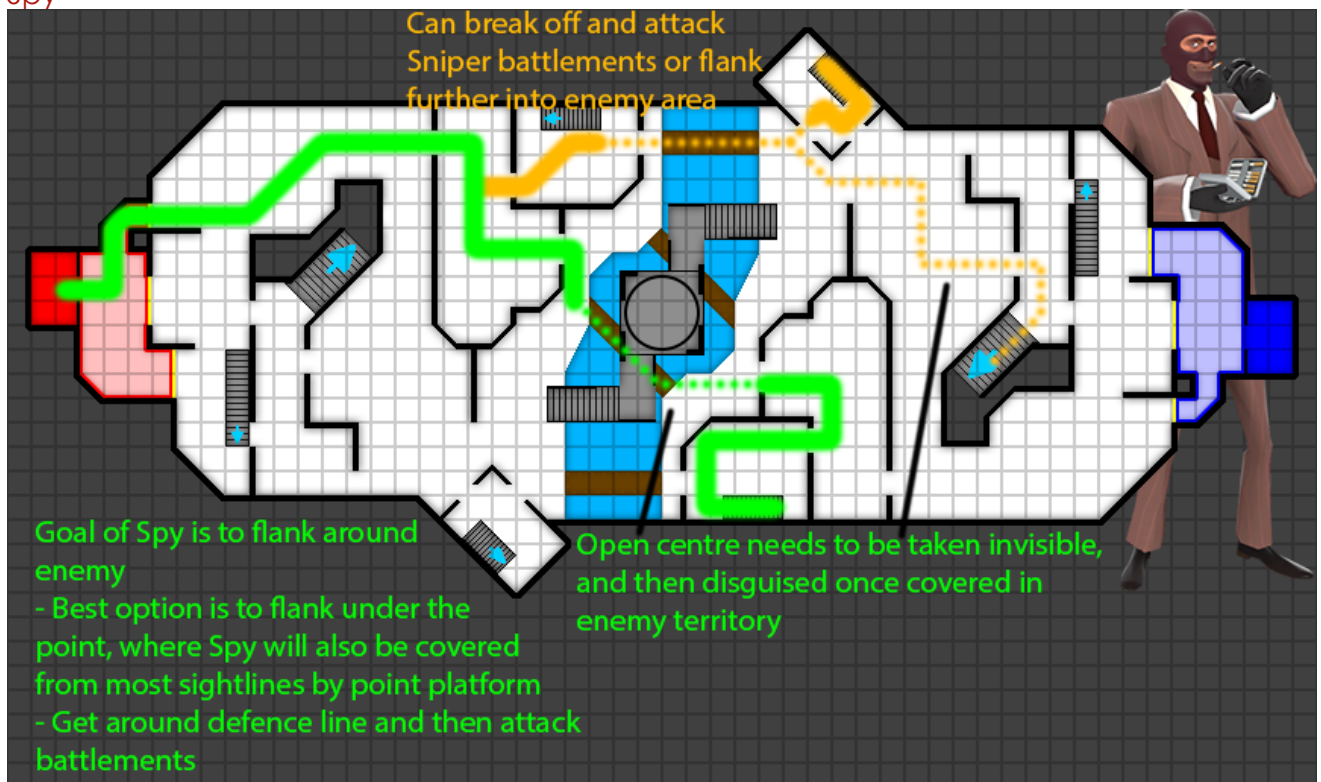 Spy
Can break off and attack
Sniper battlements or flank
further into enemy area
Goal of Spy is to flank around
enemy
- Best option is to flank under the
point, where Spy will also be covered
from most sightlines by point platform
- Get around defence line and then attack
battlements
Open centre needs to be taken invisible,
and then disguised once covered in
enemy territory